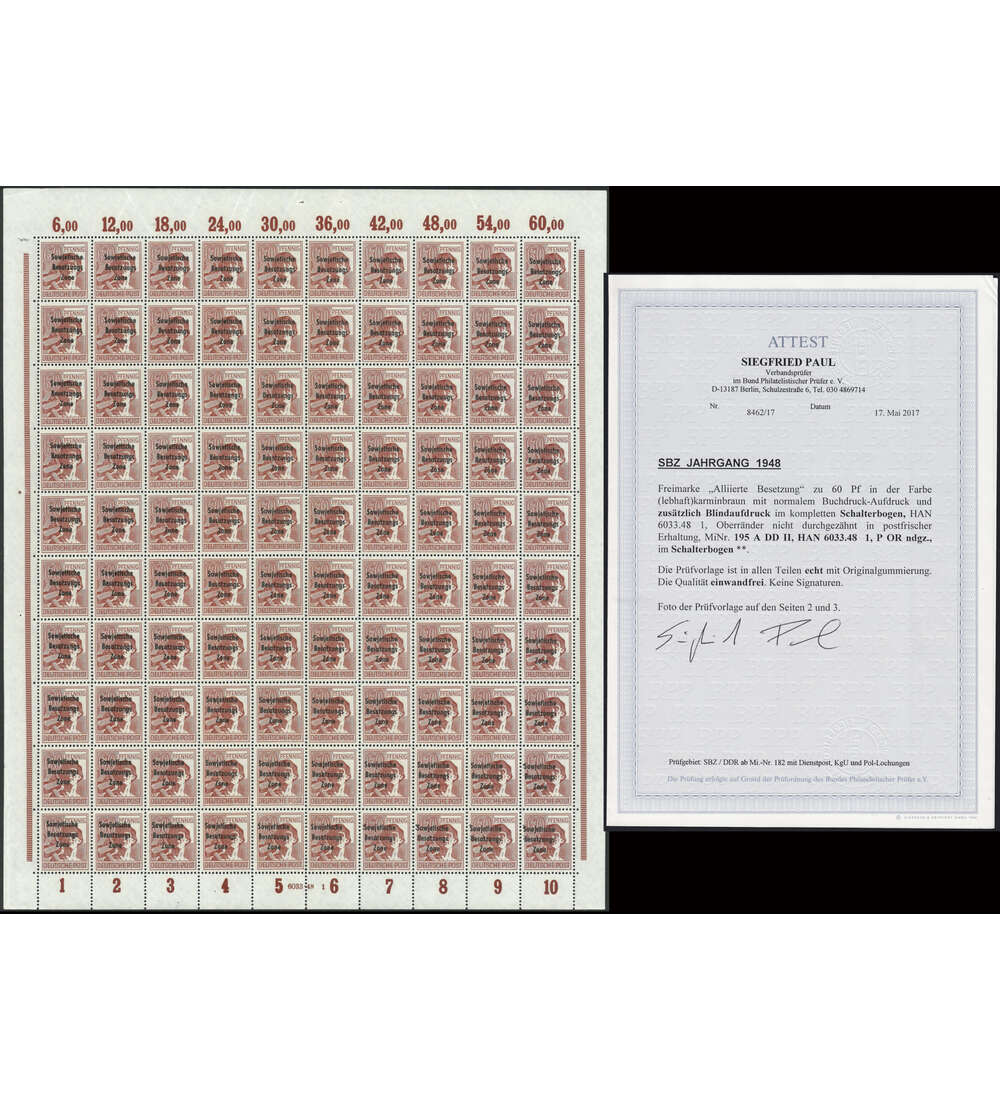 6,00 12,00 18,00 24,00 30,00 36,00 42,00 48,00 54,00 60,00
PFENNIG
Sowjetische
Besatzungs
Zone
DEUTSCHE POST
1 2 3 4 5 6033 48 1 6 7 8 9 10
ATTEST
SIEGFRIED PAUL
Verbandsprüfer
im Bund Philatelistischer Prüfer e. V.
D-13187 Berlin, Schulzestraße 6, Tel. 030 4869714
Nr. 8462/17 Datum 17. Mai 2017
SBZ JAHRGANG 1948
Freimarke „Alliierte Besetzung“ zu 60 Pf in der Farbe
(lebhaft)karminbraun mit normalem Buchdruck-Aufdruck und
zusätzlich Blindaufdruck im kompletten Schalterbogen, HAN
6033.48 1, Oberränder nicht durchgezähnt in postfrischer
Erhaltung, MiNr. 195 A DD II, HAN 6033.48 1, P OR ndgz.,
im Schalterbogen **.
Die Prüfvorlage ist in allen Teilen echt mit Originalgummierung.
Die Qualität einwandfrei. Keine Signaturen.
Foto der Prüfvorlage auf den Seiten 2 und 3.
Siegfried Paul
Prüfgebiet: SBZ / DDR ab Mi.-Nr. 182 mit Dienstpost, KgU und Pol-Lochungen
Die Prüfung erfolgte auf Grund der Prüfordnung des Bundes Philatelistischer Prüfer e.V.